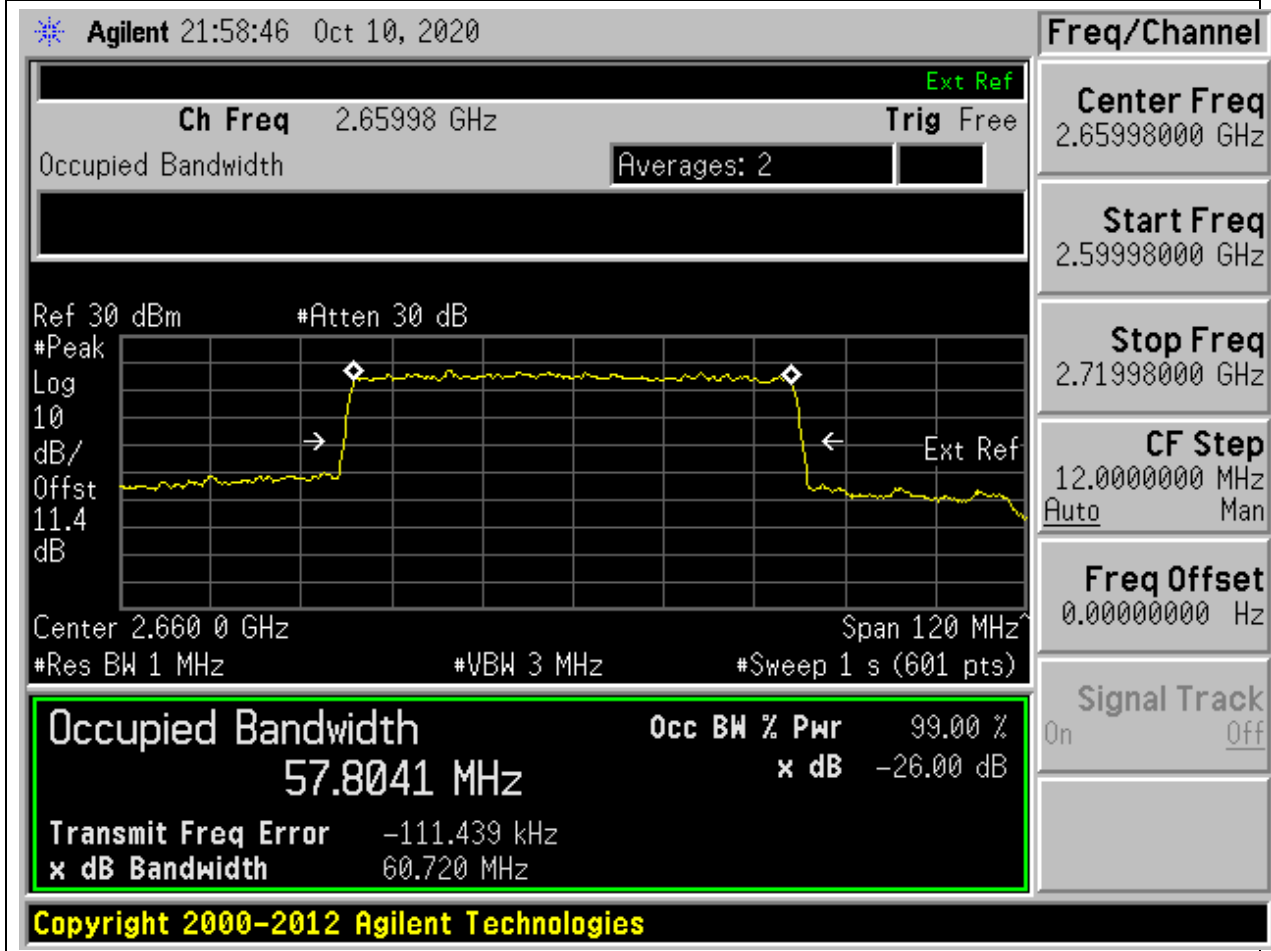 Agilent 21:58:46 Oct 10, 2020
Freq/Channel
Ext Ref
Ch Freq 2.65998 GHz Trig Free
Occupied Bandwidth Averages: 2
Center Freq
2.65998000 GHz
Start Freq
2.59998000 GHz
Stop Freq
2.71998000 GHz
CF Step
12.0000000 MHz
Auto Man
Freq Offset
0.00000000 Hz
Signal Track
On Off
Ref 30 dBm #Atten 30 dB
#Peak
Log
10
dB/
Offst
11.4
dB
Ext Ref
Center 2.660 0 GHz Span 120 MHz^
#Res BW 1 MHz #VBW 3 MHz #Sweep 1 s (601 pts)
Occupied Bandwidth
57.8041 MHz
Occ BW % Pwr 99.00 %
x dB -26.00 dB
Transmit Freq Error -111.439 kHz
x dB Bandwidth 60.720 MHz
Copyright 2000-2012 Agilent Technologies